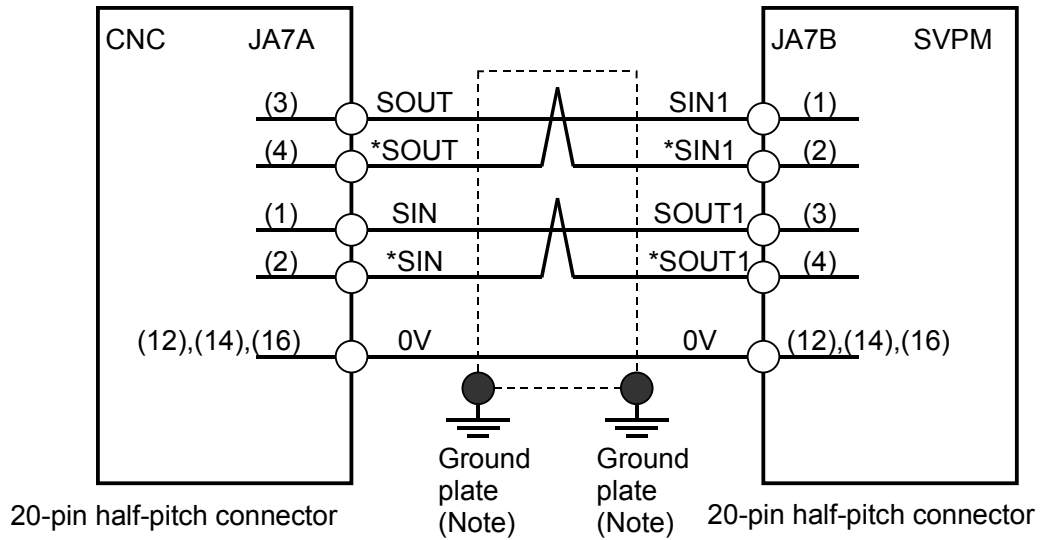 CNC JA7A JA7B SVPM
(3) SOUT SIN1 (1)
(4) *SOUT *SIN1 (2)
(1) SIN SOUT1 (3)
(2) *SIN *SOUT1 (4)
(12),(14),(16) 0V 0V (12),(14),(16)
Ground Ground
plate plate
(Note) (Note)
20-pin half-pitch connector 20-pin half-pitch connector